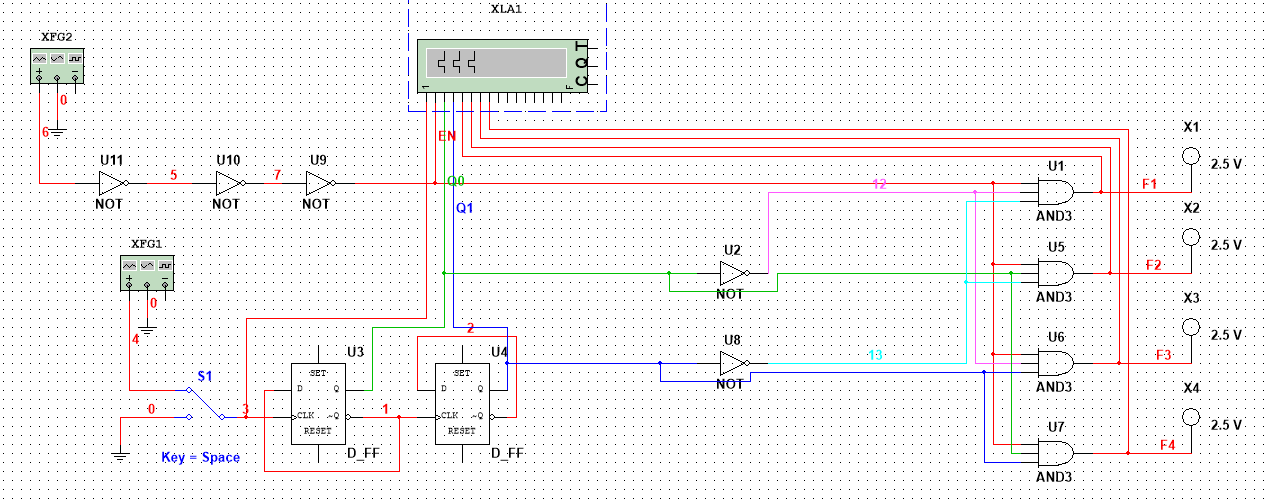 XLA1
XFG2
T
Q
C
1
F
0
6
EN
X1
2.5 V
U11
5
U10
7
U9
NOT
NOT
NOT
Q0
Q1
12
U1
F1
AND3
X2
2.5 V
XFG1
0
4
U2
NOT
U5
F2
AND3
X3
2.5 V
2
U3
U4
U8
NOT
13
U6
F3
AND3
S1
0
3
SET
D Q
CLK ~Q
RESET
D_FF
1
SET
D Q
CLK ~Q
RESET
D_FF
Key = Space
X4
2.5 V
U7
F4
AND3